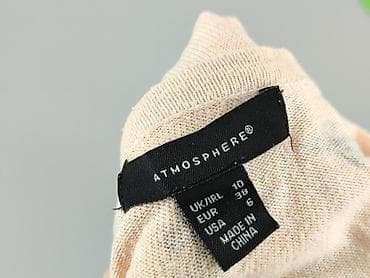 ATMOSPHERE®
UK/IRL 10
EUR 38
USA 6
MADE IN
CHINA